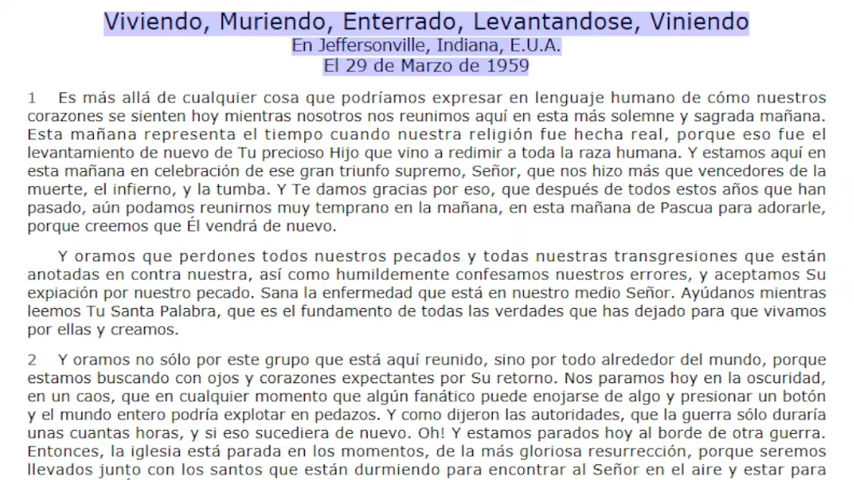 Viviendo, Muriendo, Enterrado, Levantandose, Viniendo
En Jeffersonville, Indiana, E.U.A.
El 29 de Marzo de 1959
1 Es más allá de cualquier cosa que podríamos expresar en lenguaje humano de cómo nuestros
corazones se sienten hoy mientras nosotros nos reunimos aquí en esta más solemne y sagrada mañana.
Esta mañana representa el tiempo cuando nuestra religión fue hecha real, porque eso fue el
levantamiento de nuevo de Tu precioso Hijo que vino a redimir a toda la raza humana. Y estamos aquí en
esta mañana en celebración de ese gran triunfo supremo, Señor, que nos hizo más que vencedores de la
muerte, el infierno, y la tumba. Y Te damos gracias por eso, que después de todos estos años que han
pasado, aún podamos reunirnos muy temprano en la mañana, en esta mañana de Pascua para adorarle,
porque creemos que Él vendrá de nuevo.
Y oramos que perdones todos nuestros pecados y todas nuestras transgresiones que están
anotadas en contra nuestra, así como humildemente confesamos nuestros errores, y aceptamos Su
expiación por nuestro pecado. Sana la enfermedad que está en nuestro medio Señor. Ayúdanos mientras
leemos Tu Santa Palabra, que es el fundamento de todas las verdades que has dejado para que vivamos
por ellas y creamos.
2 Y oramos no sólo por este grupo que está aquí reunido, sino por todo alrededor del mundo, porque
estamos buscando con ojos y corazones expectantes por Su retorno. Nos paramos hoy en la oscuridad,
en un caos, que en cualquier momento que algún fanático puede enojarse de algo y presionar un botón
y el mundo entero podría explotar en pedazos. Y como dijeron las autoridades, que la guerra sólo duraría
unas cuantas horas, y si eso sucediera de nuevo. Oh! Y estamos parados hoy al borde de otra guerra.
Entonces, la iglesia está parada en los momentos, de la más gloriosa resurrección, porque seremos
llevados junto con los santos que están durmiendo para encontrar al Señor en el aire y estar para